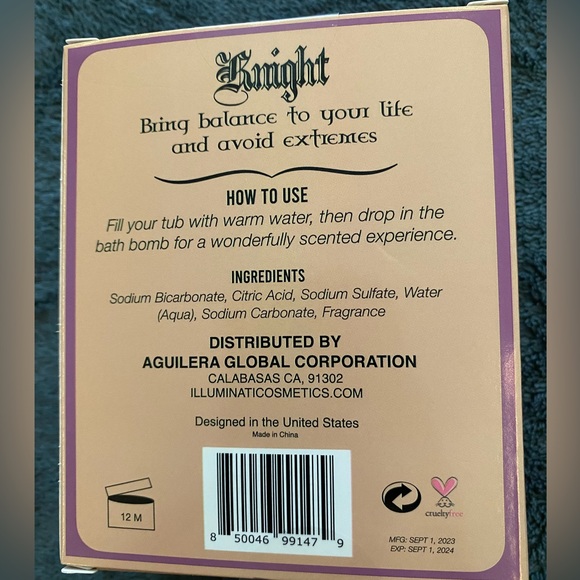 Knight
Bring balance to your life
and avoid extremes
HOW TO USE
Fill your tub with warm water, then drop in the
bath bomb for a wonderfully scented experience.
INGREDIENTS
Sodium Bicarbonate, Citric Acid, Sodium Sulfate, Water
(Aqua), Sodium Carbonate, Fragrance
DISTRIBUTED BY
AGUILERA GLOBAL CORPORATION
CALABASAS CA, 91302
ILLUMINATICOSMETICS.COM
Designed in the United States
Made in China
12 M
8 50046 99147 9
crueltyfree
MFG: SEPT 1, 2023
EXP: SEPT 1, 2024